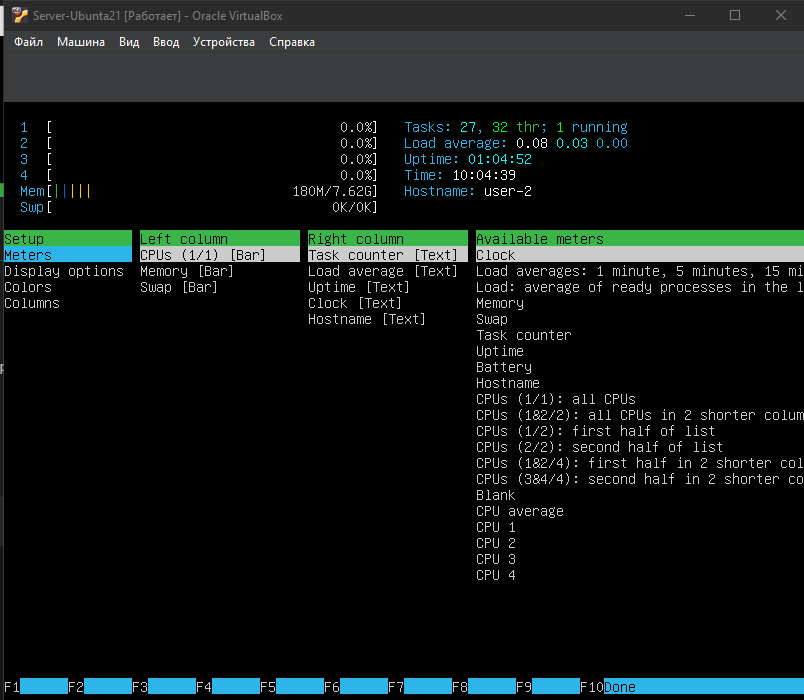 Server-Ubunta21 [Работает] - Oracle VirtualBox
Файл Машина Вид Ввод Устройства Справка
1 [ 0.0%] Tasks: 27, 32 thr; 1 running
2 [ 0.0%] Load average: 0.08 0.03 0.00
3 [ 0.0%] Uptime: 01:04:52
4 [ 0.0%] Time: 10:04:39
Mem[||||| 180M/7.62G] Hostname: user-2
Swp[ 0K/0K]
Setup Left column Right column Available meters
Meters CPUs (1/1) [Bar] Task counter [Text] Clock
Display options Memory [Bar] Load average [Text] Load averages: 1 minute, 5 minutes, 15 mi
Colors Swap [Bar] Uptime [Text] Load: average of ready processes in the l
Columns Clock [Text] Memory
Hostname [Text] Swap
Task counter
Uptime
Battery
Hostname
CPUs (1/1): all CPUs
CPUs (1&2/2): all CPUs in 2 shorter colum
CPUs (1/2): first half of list
CPUs (2/2): second half of list
CPUs (1&2/4): first half in 2 shorter col
CPUs (3&4/4): second half in 2 shorter co
Blank
CPU average
CPU 1
CPU 2
CPU 3
CPU 4
F1 F2 F3 F4 F5 F6 F7 F8 F9 F10Done